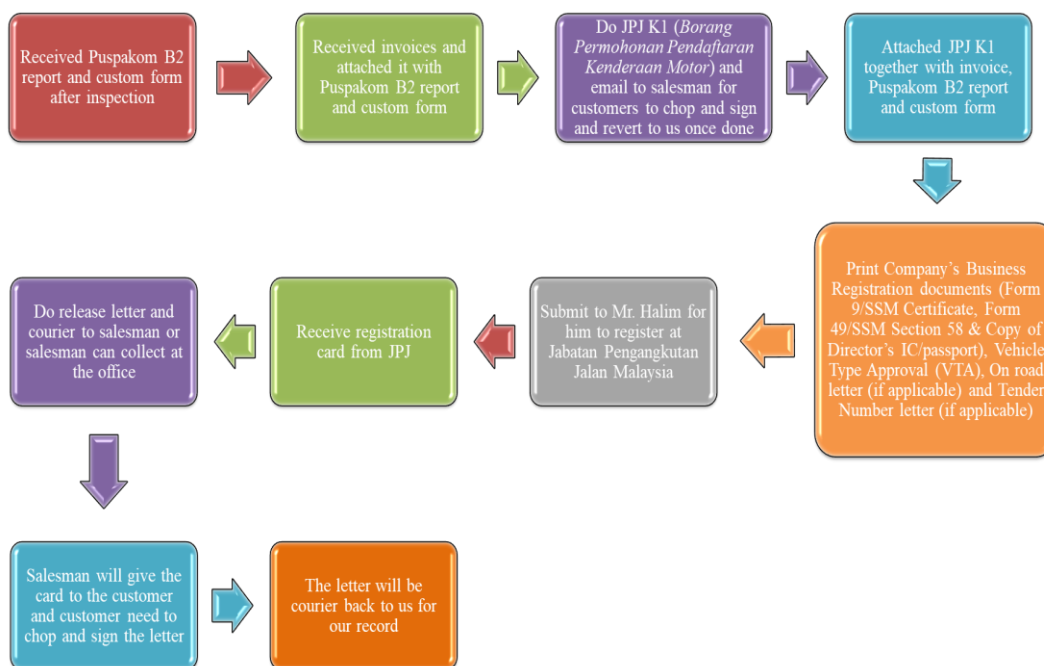 Received Puspakom B2
report and custom form
after inspection
Received invoices and
attached it with
Puspakom B2 report
and custom form
Do JPJ K1 (Borang
Permohonan Pendaftaran
Kenderaan Motor) and
email to salesman for
customers to chop and sign
and revert to us once done
Attached JPJ K1
together with invoice,
Puspakom B2 report
and custom form
Print Company’s Business
Registration documents (Form
9/SSM Certificate, Form
49/SSM Section 58 & Copy of
Director’s IC/passport), Vehicle
Type Approval (VTA), On road
letter (if applicable) and Tender
Number letter (if applicable)
Submit to Mr. Halim for
him to register at
Jabatan Pengangkutan
Jalan Malaysia
Receive registration
card from JPJ
Do release letter and
courier to salesman or
salesman can collect at
the office
Salesman will give the
card to the customer
and customer need to
chop and sign the letter
The letter will be
courier back to us for
our record